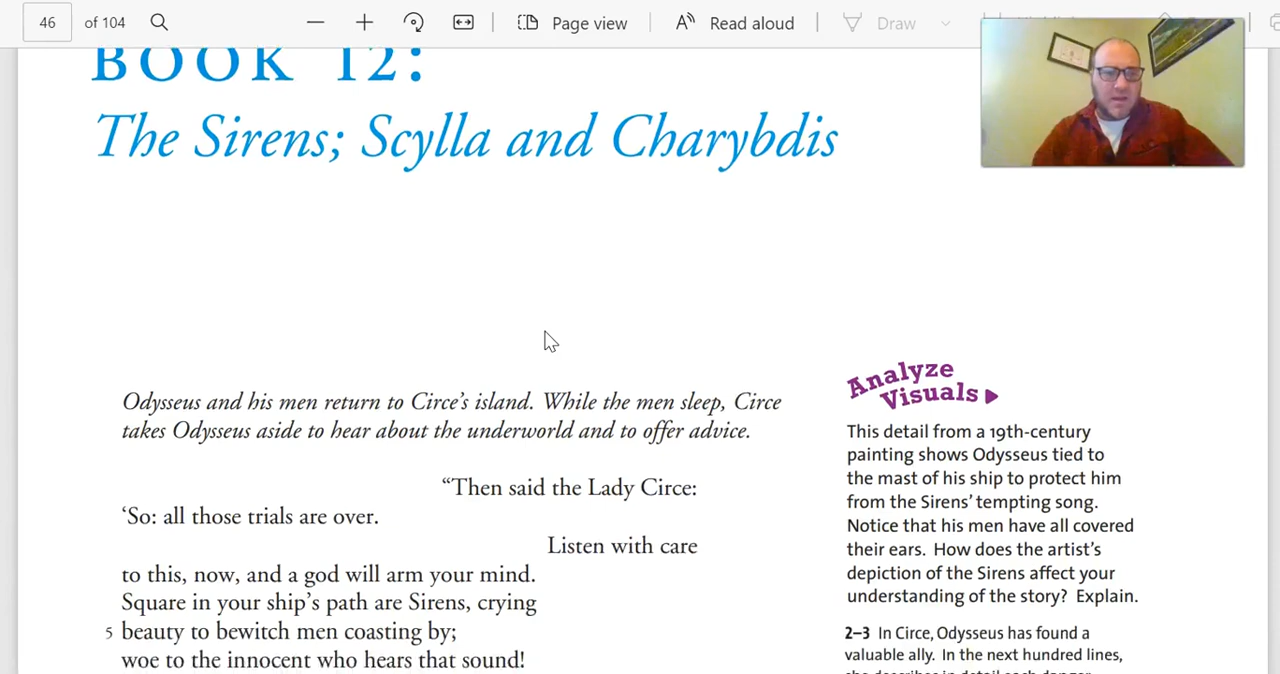 46 of 104 Page view Read aloud Draw
BOOK 12:
The Sirens; Scylla and Charybdis
Analyze
Visuals
Odysseus and his men return to Circe's island. While the men sleep, Circe
takes Odysseus aside to hear about the underworld and to offer advice.
“Then said the Lady Circe:
‘So: all those trials are over.
Listen with care
to this, now, and a god will arm your mind.
Square in your ship's path are Sirens, crying
5 beauty to bewitch men coasting by;
woe to the innocent who hears that sound!
This detail from a 19th-century
painting shows Odysseus tied to
the mast of his ship to protect him
from the Sirens' tempting song.
Notice that his men have all covered
their ears. How does the artist's
depiction of the Sirens affect your
understanding of the story? Explain.
2–3 In Circe, Odysseus has found a
valuable ally. In the next hundred lines,